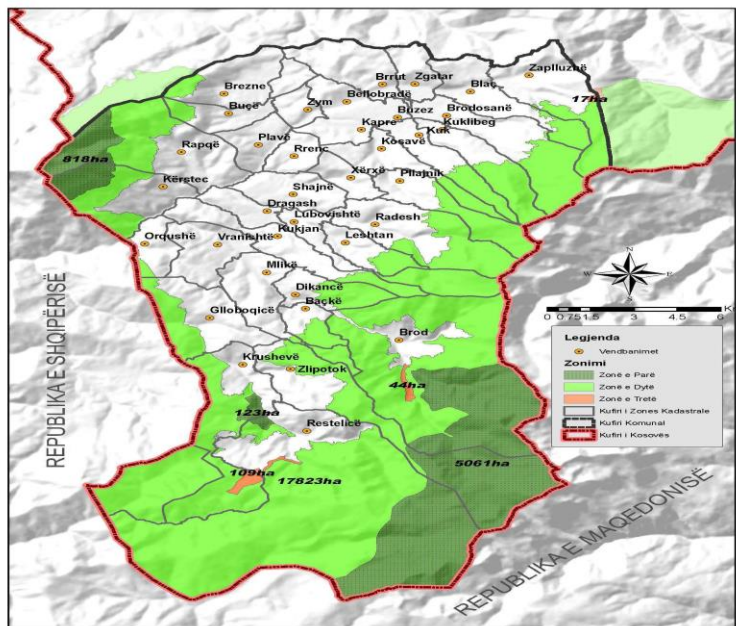 Zaplluzhë
Brrut
Zgatar
Blaç
Brezne
Bellobradë
17ha
Buçë
Zym
Buzez
Brodosanë
Kuklibeg
Kapre
Kuk
818ha
Rapqë
Plavë
Rrenc
Kosavë
Kërstec
Xërxë
Pllajnik
Shajnë
Dragash
Lubovishtë
Radesh
Orqushë
Vranishtë
Kukjan
Leshtan
Mlikë
Dikancë
Baçkë
Glloboqicë
Brod
Krushevë
Zlipotok
44ha
123ha
Restelicë
109ha
17823ha
5061ha
REPUBLIKA E SHQIPËRISË
REPUBLIKA E MAQEDONISË
N
W E
S
0 0.75 1.5 3 4.5 6
Legjenda
Vendbanimet
Zonimi
Zonë e Parë
Zonë e Dytë
Zonë e Tretë
Kufiri i Zones Kadastrale
Kufiri Komunal
Kufiri i Kosovës